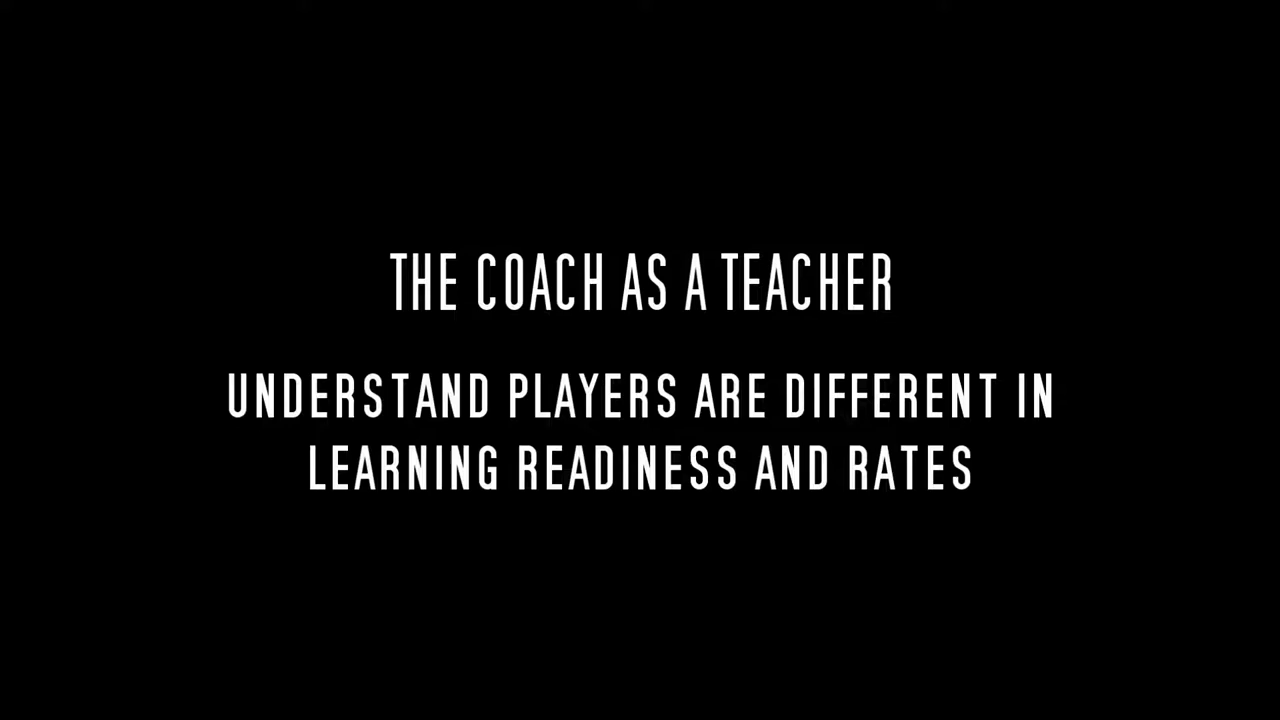 THE COACH AS A TEACHER
UNDERSTAND PLAYERS ARE DIFFERENT IN
LEARNING READINESS AND RATES